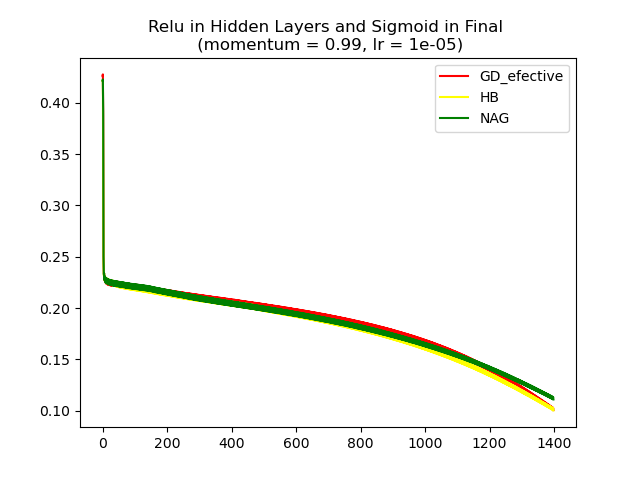 Relu in Hidden Layers and Sigmoid in Final
(momentum = 0.99, lr = 1e-05)
GD_efective
HB
NAG
0.40
0.35
0.30
0.25
0.20
0.15
0.10
0 200 400 600 800 1000 1200 1400